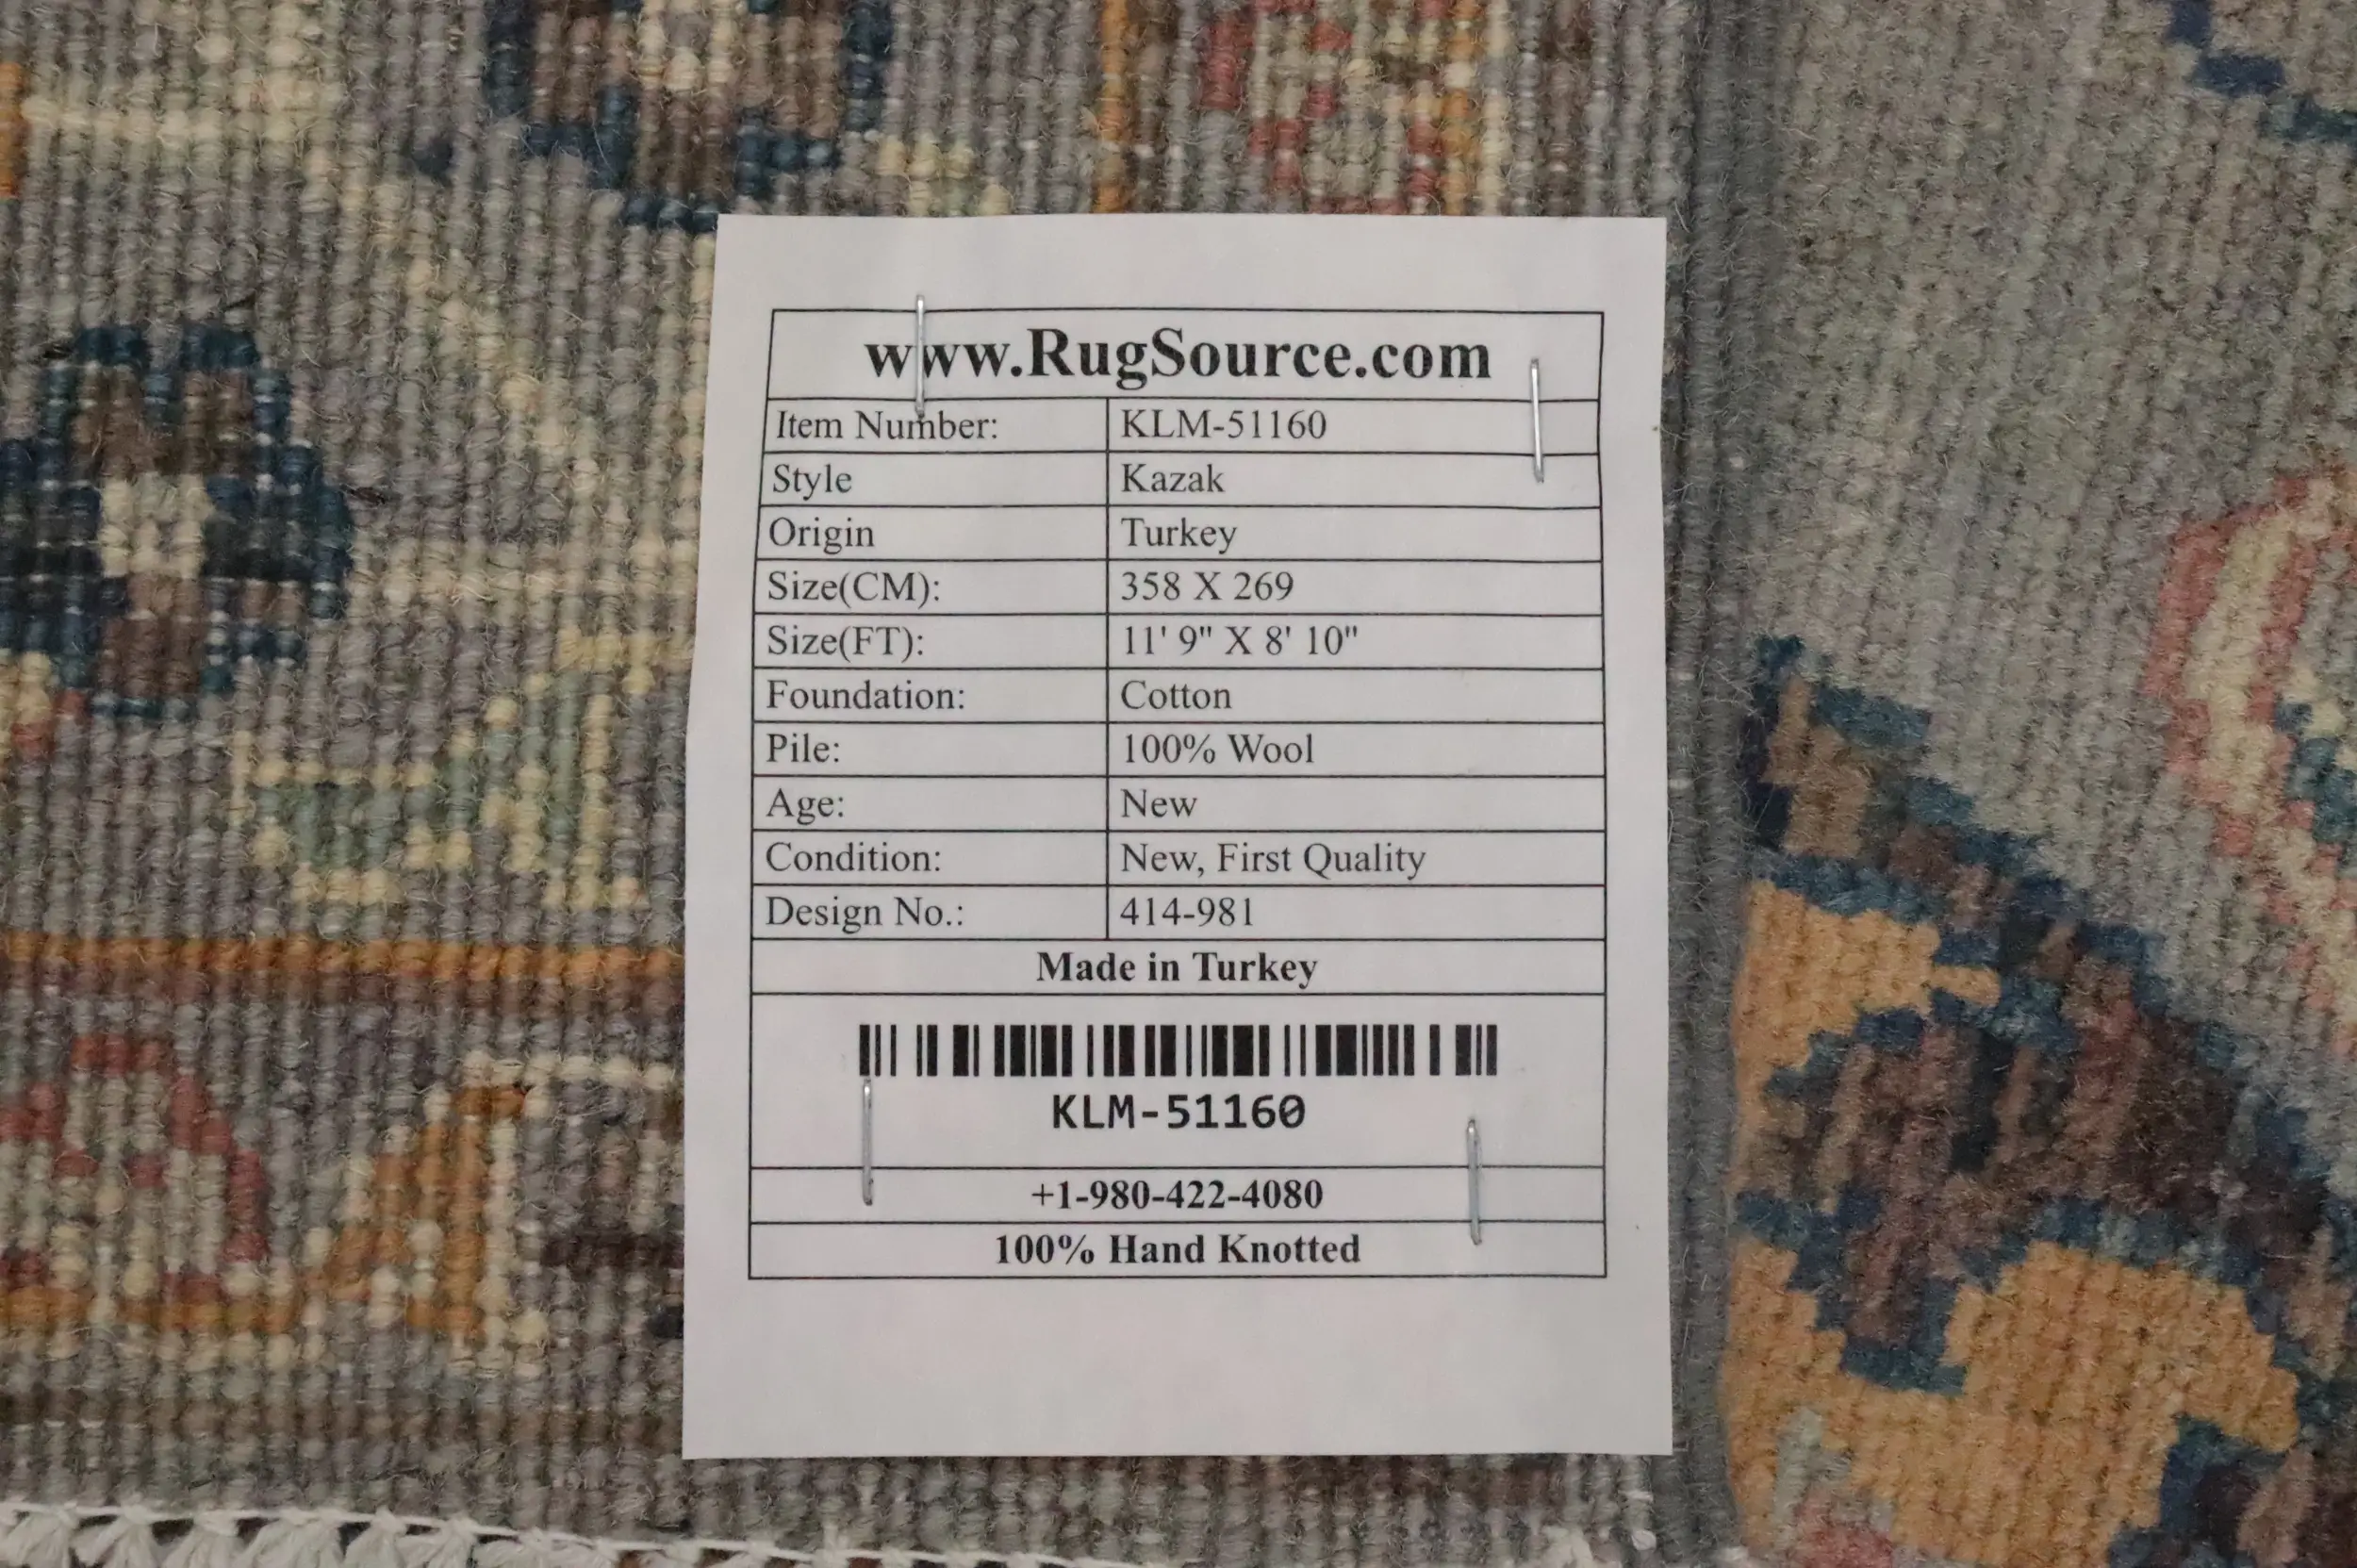 www.RugSource.com
Item Number: KLM-51160
Style Kazak
Origin Turkey
Size(CM): 358 X 269
Size(FT): 11' 9" X 8' 10"
Foundation: Cotton
Pile: 100% Wool
Age: New
Condition: New, First Quality
Design No.: 414-981
Made in Turkey
KLM-51160
+1-980-422-4080
100% Hand Knotted